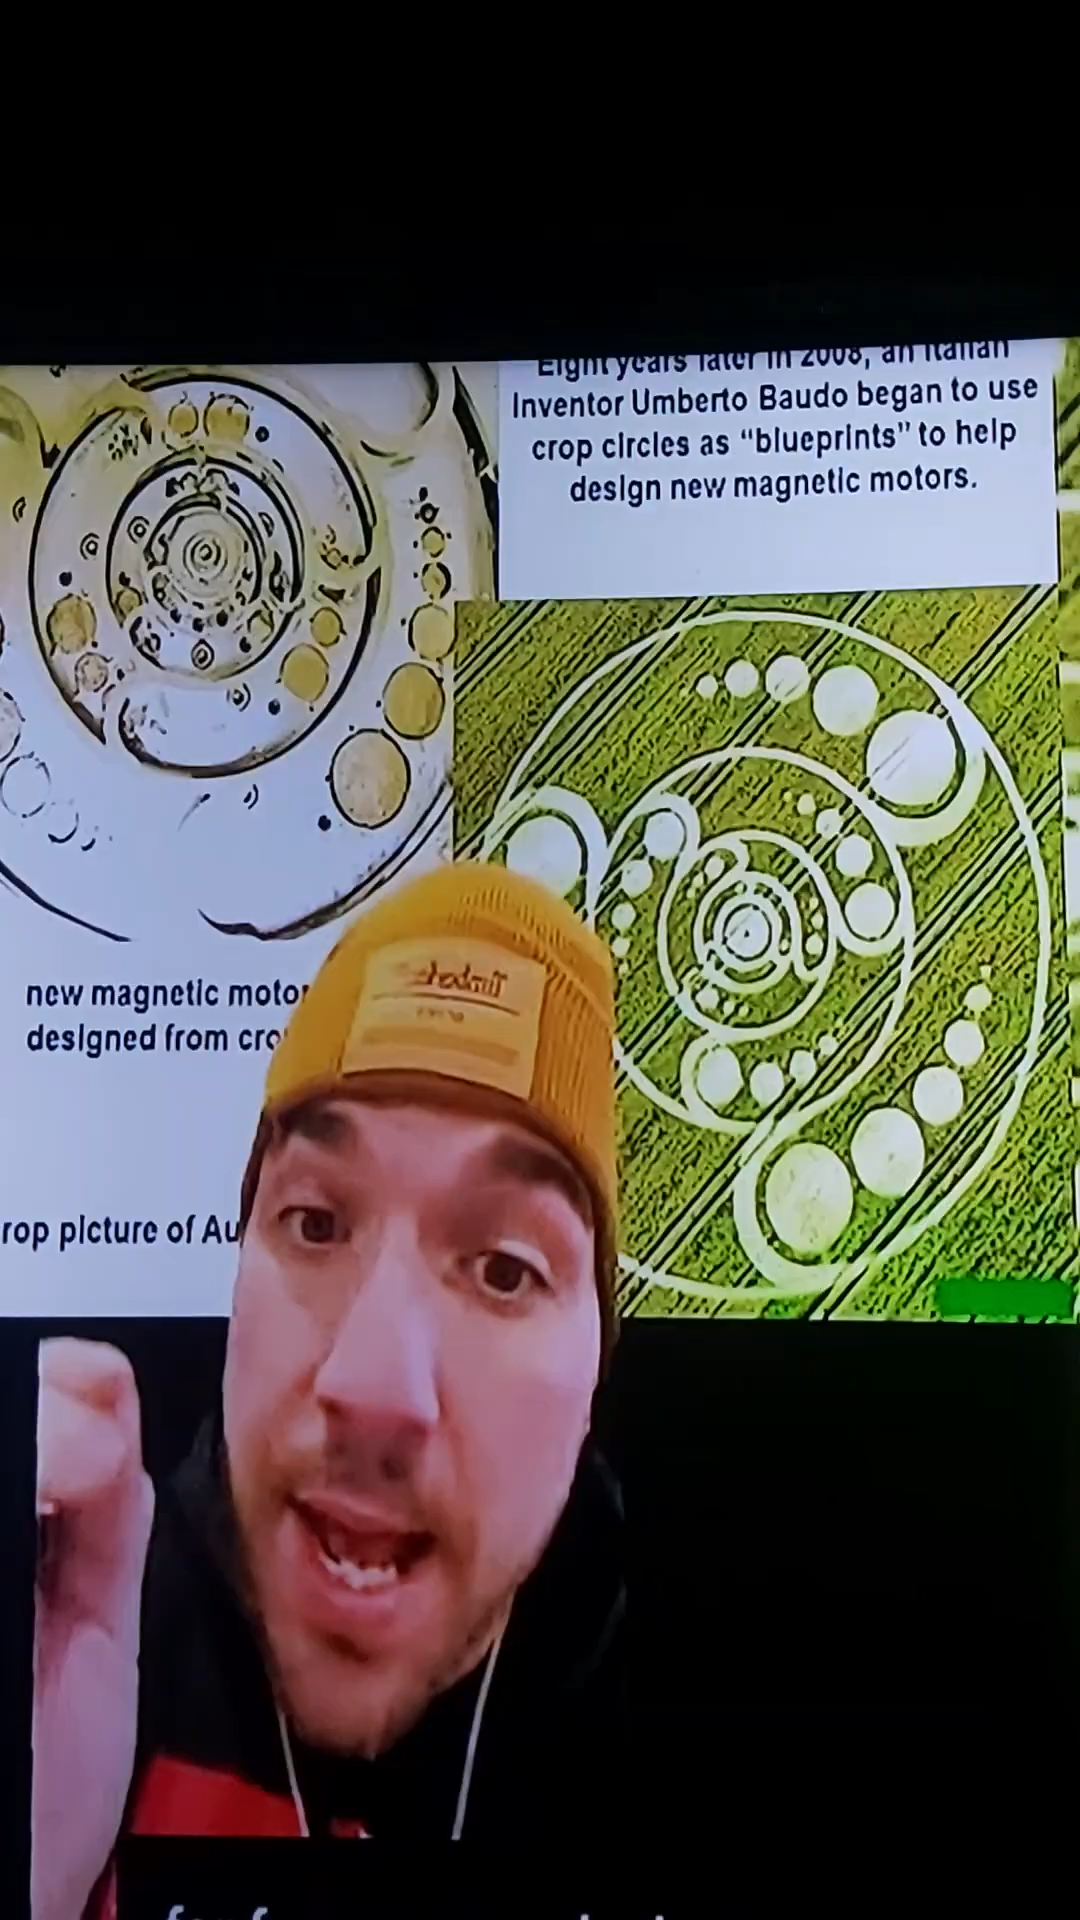 Eight years later in 2008, an Italian
Inventor Umberto Baudo began to use
crop circles as “blueprints” to help
design new magnetic motors.
new magnetic motor
designed from cro
rop picture of Au